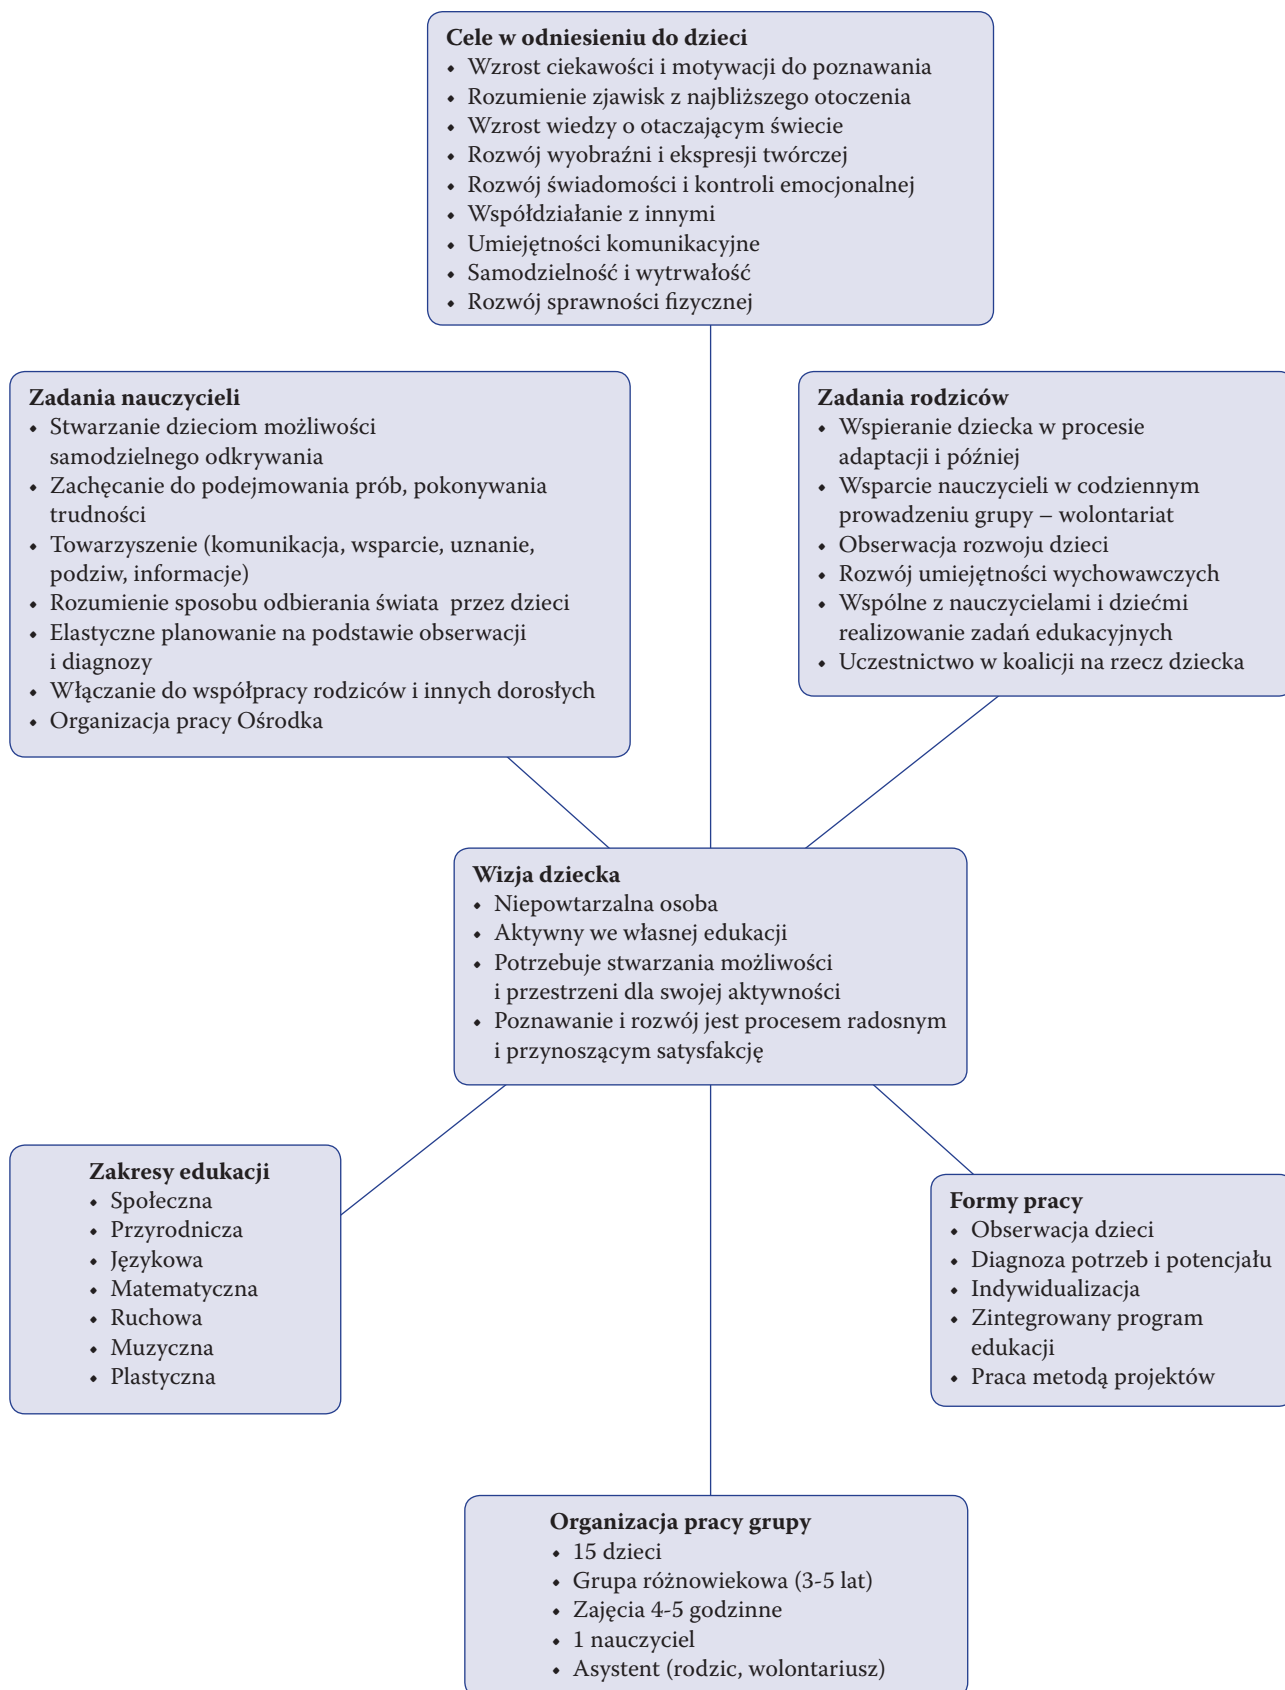 Cele w odniesieniu do dzieci
• Wzrost ciekawości i motywacji do poznawania
• Rozumienie zjawisk z najbliższego otoczenia
• Wzrost wiedzy o otaczającym świecie
• Rozwój wyobraźni i ekspresji twórczej
• Rozwój świadomości i kontroli emocjonalnej
• Współdziałanie z innymi
• Umiejętności komunikacyjne
• Samodzielność i wytrwałość
• Rozwój sprawności fizycznej
Zadania nauczycieli
• Stwarzanie dzieciom możliwości
samodzielnego odkrywania
• Zachęcanie do podejmowania prób, pokonywania
trudności
• Towarzyszenie (komunikacja, wsparcie, uznanie,
podziw, informacje)
• Rozumienie sposobu odbierania świata przez dzieci
• Elastyczne planowanie na podstawie obserwacji
i diagnozy
• Włączanie do współpracy rodziców i innych dorosłych
• Organizacja pracy Ośrodka
Zadania rodziców
• Wspieranie dziecka w procesie
adaptacji i później
• Wsparcie nauczycieli w codziennym
prowadzeniu grupy – wolontariat
• Obserwacja rozwoju dzieci
• Rozwój umiejętności wychowawczych
• Wspólne z nauczycielami i dziećmi
realizowanie zadań edukacyjnych
• Uczestnictwo w koalicji na rzecz dziecka
Wizja dziecka
• Niepowtarzalna osoba
• Aktywny we własnej edukacji
• Potrzebuje stwarzania możliwości
i przestrzeni dla swojej aktywności
• Poznawanie i rozwój jest procesem radosnym
i przynoszącym satysfakcję
Zakresy edukacji
• Społeczna
• Przyrodnicza
• Językowa
• Matematyczna
• Ruchowa
• Muzyczna
• Plastyczna
Formy pracy
• Obserwacja dzieci
• Diagnoza potrzeb i potencjału
• Indywidualizacja
• Zintegrowany program
edukacji
• Praca metodą projektów
Organizacja pracy grupy
• 15 dzieci
• Grupa różnowiekowa (3-5 lat)
• Zajęcia 4-5 godzinne
• 1 nauczyciel
• Asystent (rodzic, wolontariusz)